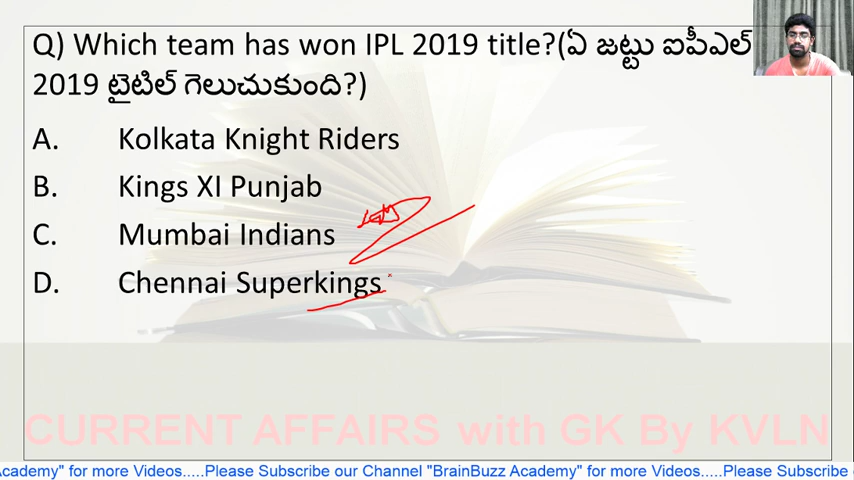 Q) Which team has won IPL 2019 title?(ఏ జట్టు ఐపీఎల్
2019 టైటిల్ గెలుచుకుంది?)
A. Kolkata Knight Riders
B. Kings XI Punjab
C. Mumbai Indians
D. Chennai Superkings
CURRENT AFFAIRS with GK By KVLN
Academy" for more Videos.....Please Subscribe our Channel "BrainBuzz Academy" for more Videos.....Please Subscribe